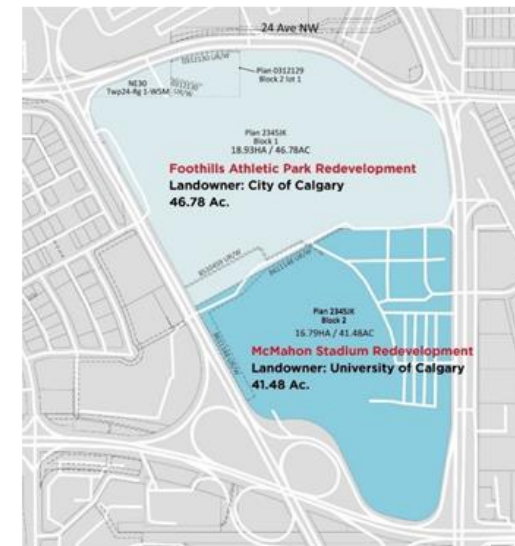 24 Ave NW
0312130 UR/W
Plan 0312129
Block 2 lot 1
NE30
Twp24-Rg 1-W5M
Plan 2345JK
Block 1
18.93HA / 46.78AC
Foothills Athletic Park Redevelopment
Landowner: City of Calgary
46.78 Ac.
Plan 2345JK
Block 2
16.79HA / 41.48AC
McMahon Stadium Redevelopment
Landowner: University of Calgary
41.48 Ac.